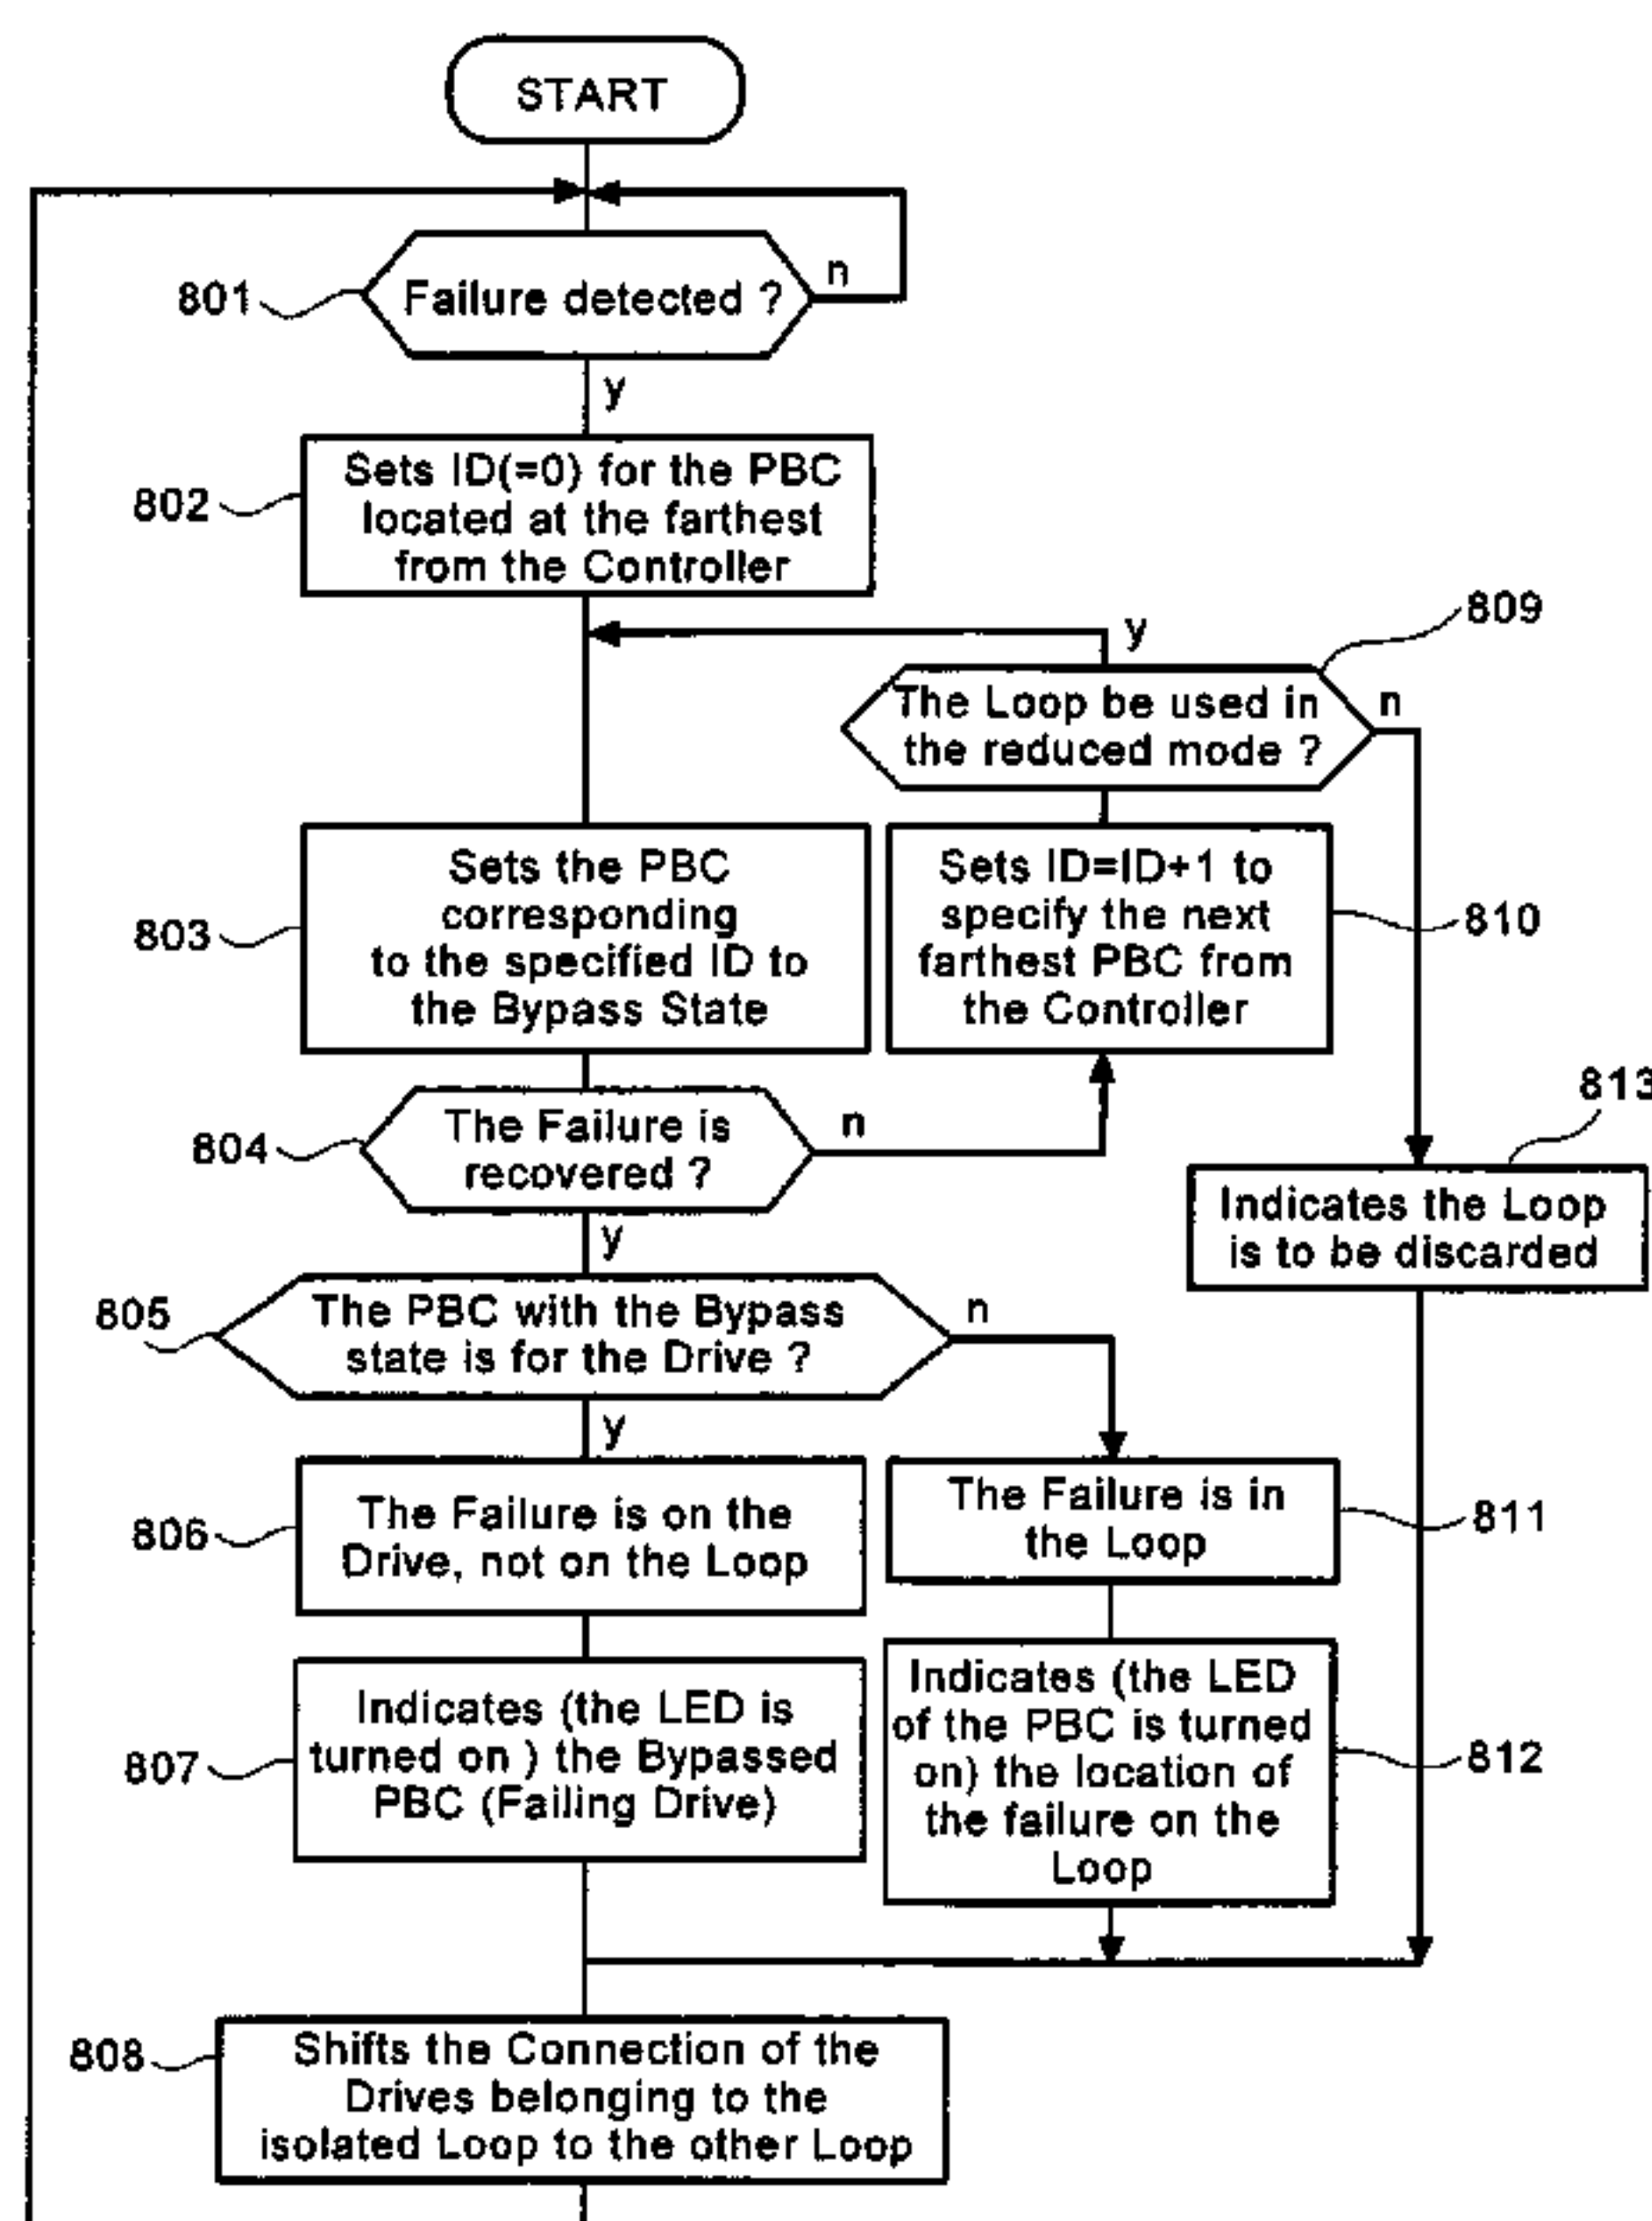 START
801
Failure detected ?
n
y
802
Sets ID(=0) for the PBC
located at the farthest
from the Controller
y
809
The Loop be used in
the reduced mode ?
n
803
Sets the PBC
corresponding
to the specified ID to
the Bypass State
Sets ID=ID+1 to
specify the next
farthest PBC from
the Controller
810
804
The Failure is
recovered ?
n
y
813
Indicates the Loop
is to be discarded
805
The PBC with the Bypass
state is for the Drive ?
n
y
806
The Failure is on the
Drive, not on the Loop
The Failure is in
the Loop
811
807
Indicates (the LED is
turned on ) the Bypassed
PBC (Failing Drive)
Indicates (the LED
of the PBC is turned
on) the location of
the failure on the
Loop
812
808
Shifts the Connection of the
Drives belonging to the
isolated Loop to the other Loop